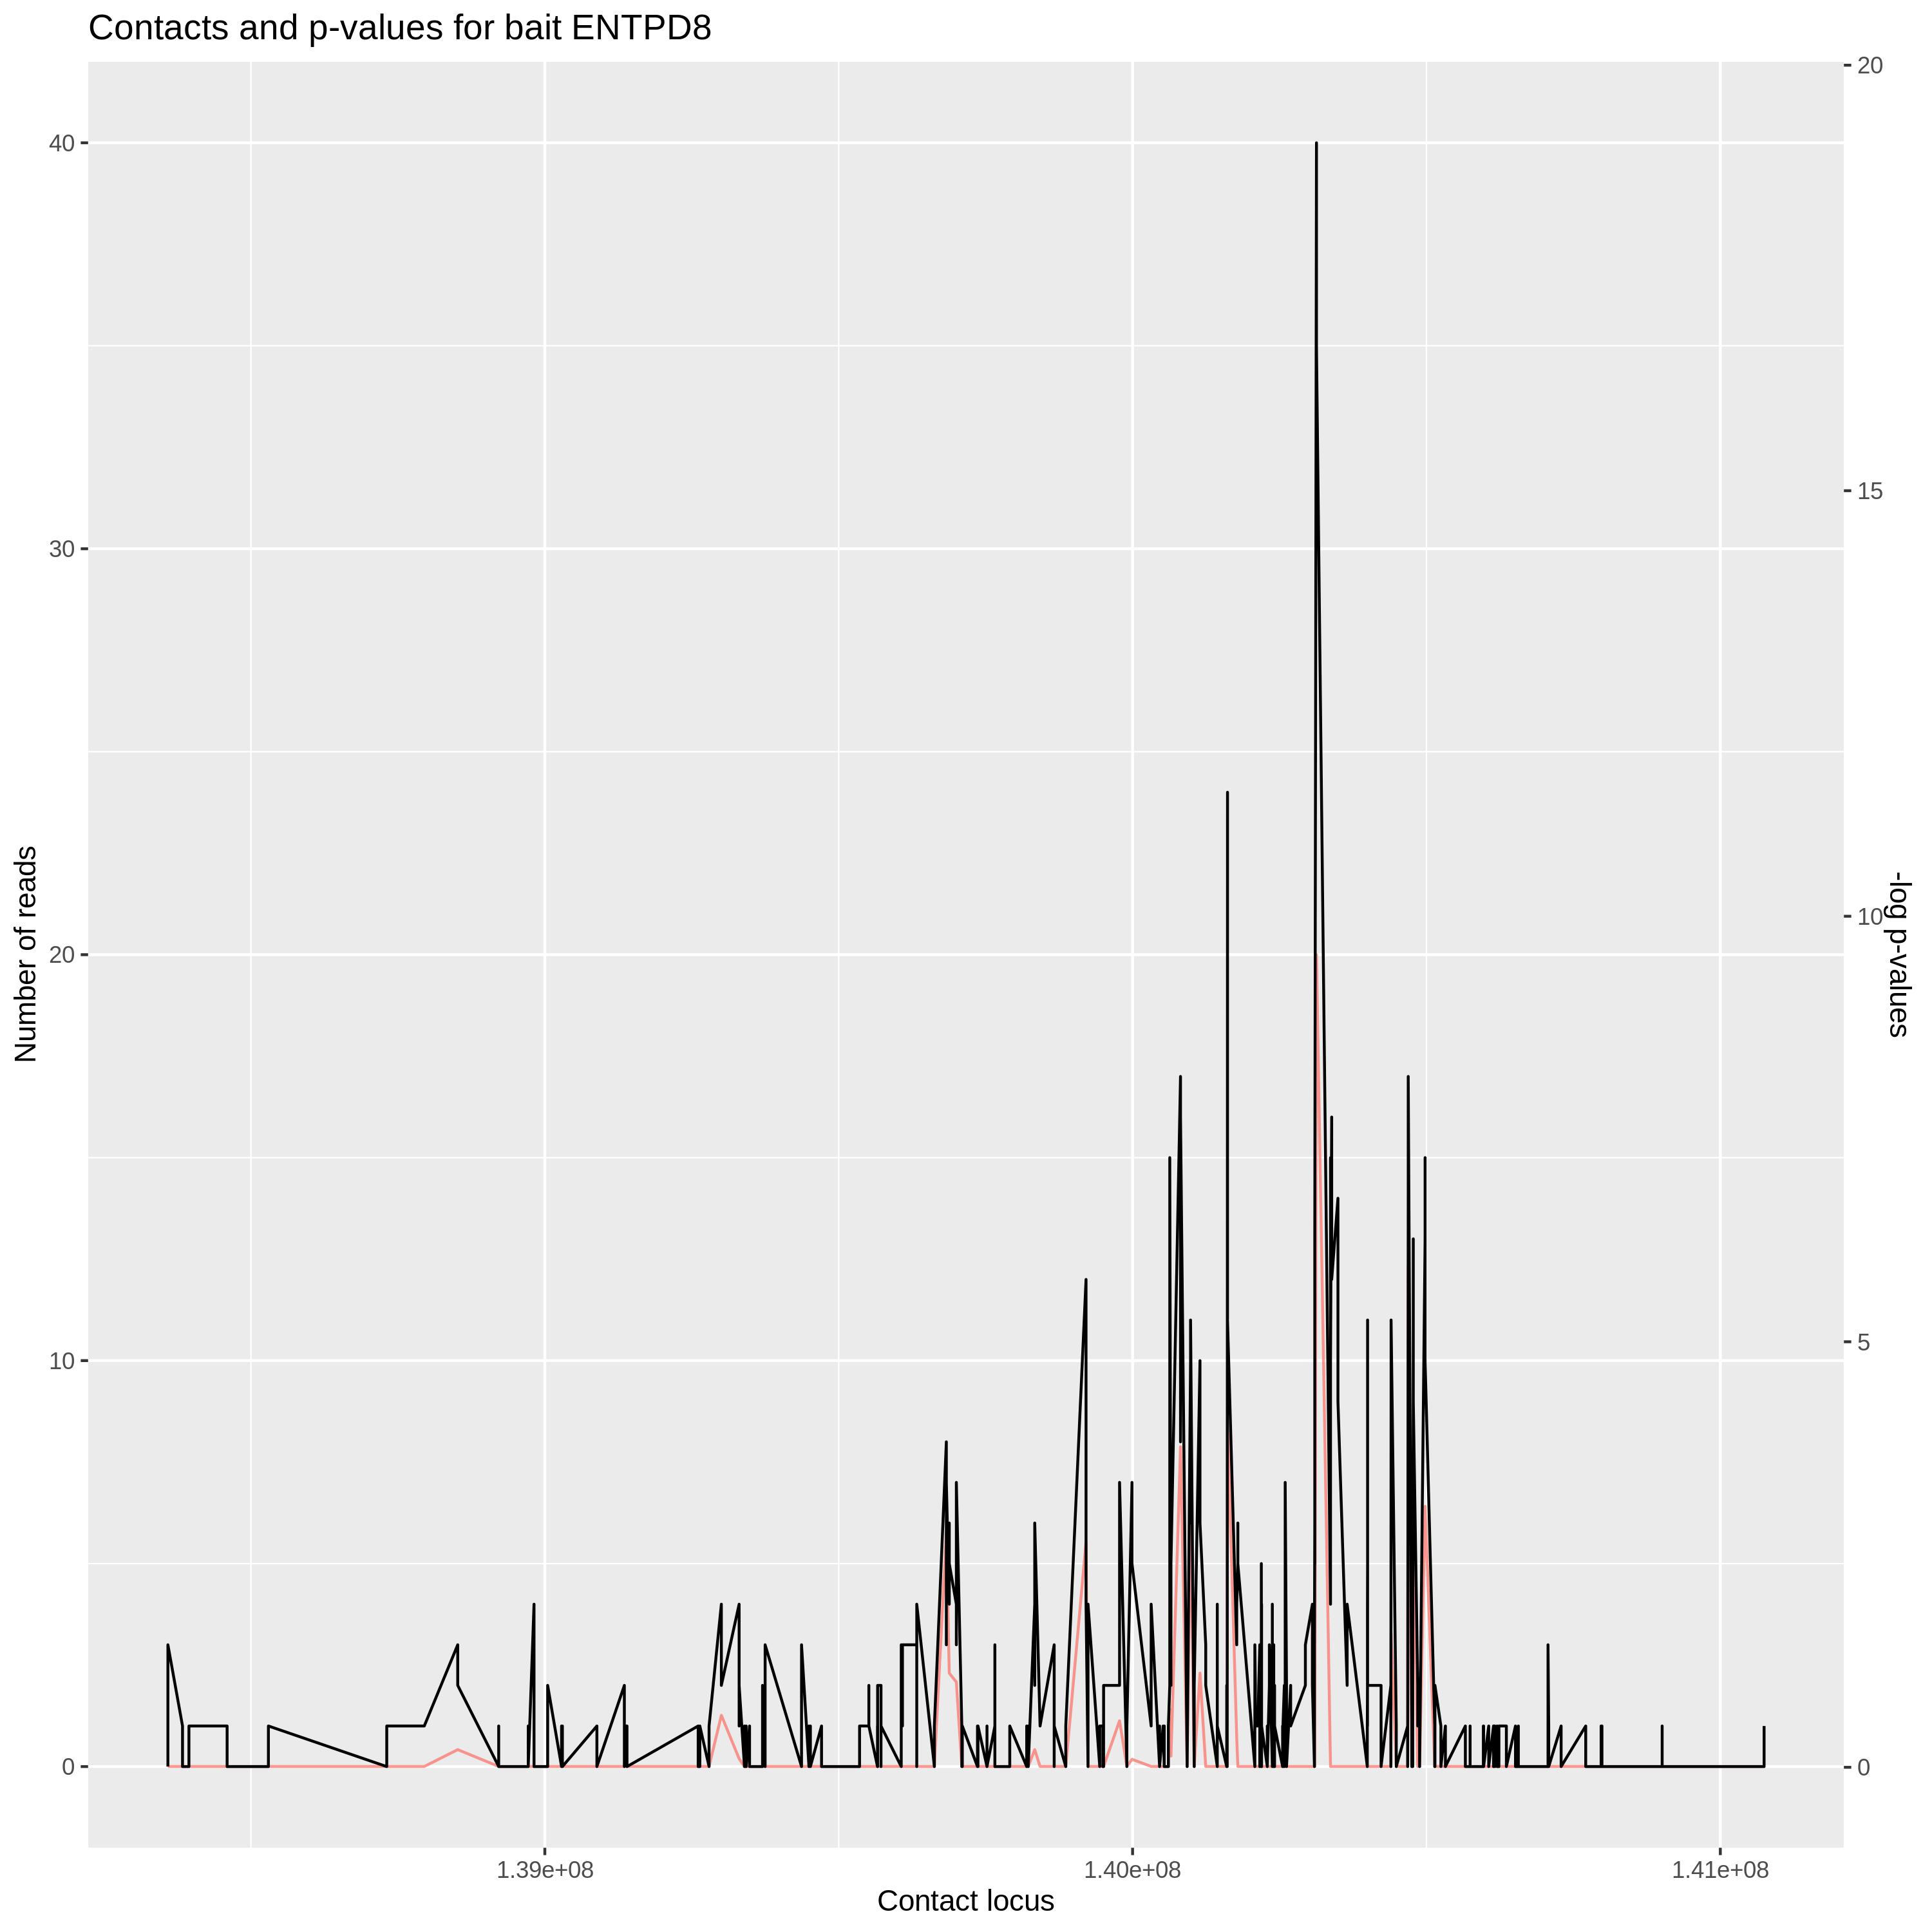 Contacts and p-values for bait ENTPD8
Number of reads
40
30
20
10
0
20
15
10
5
0
-log p-values
1.39e+08 1.40e+08 1.41e+08
Contact locus